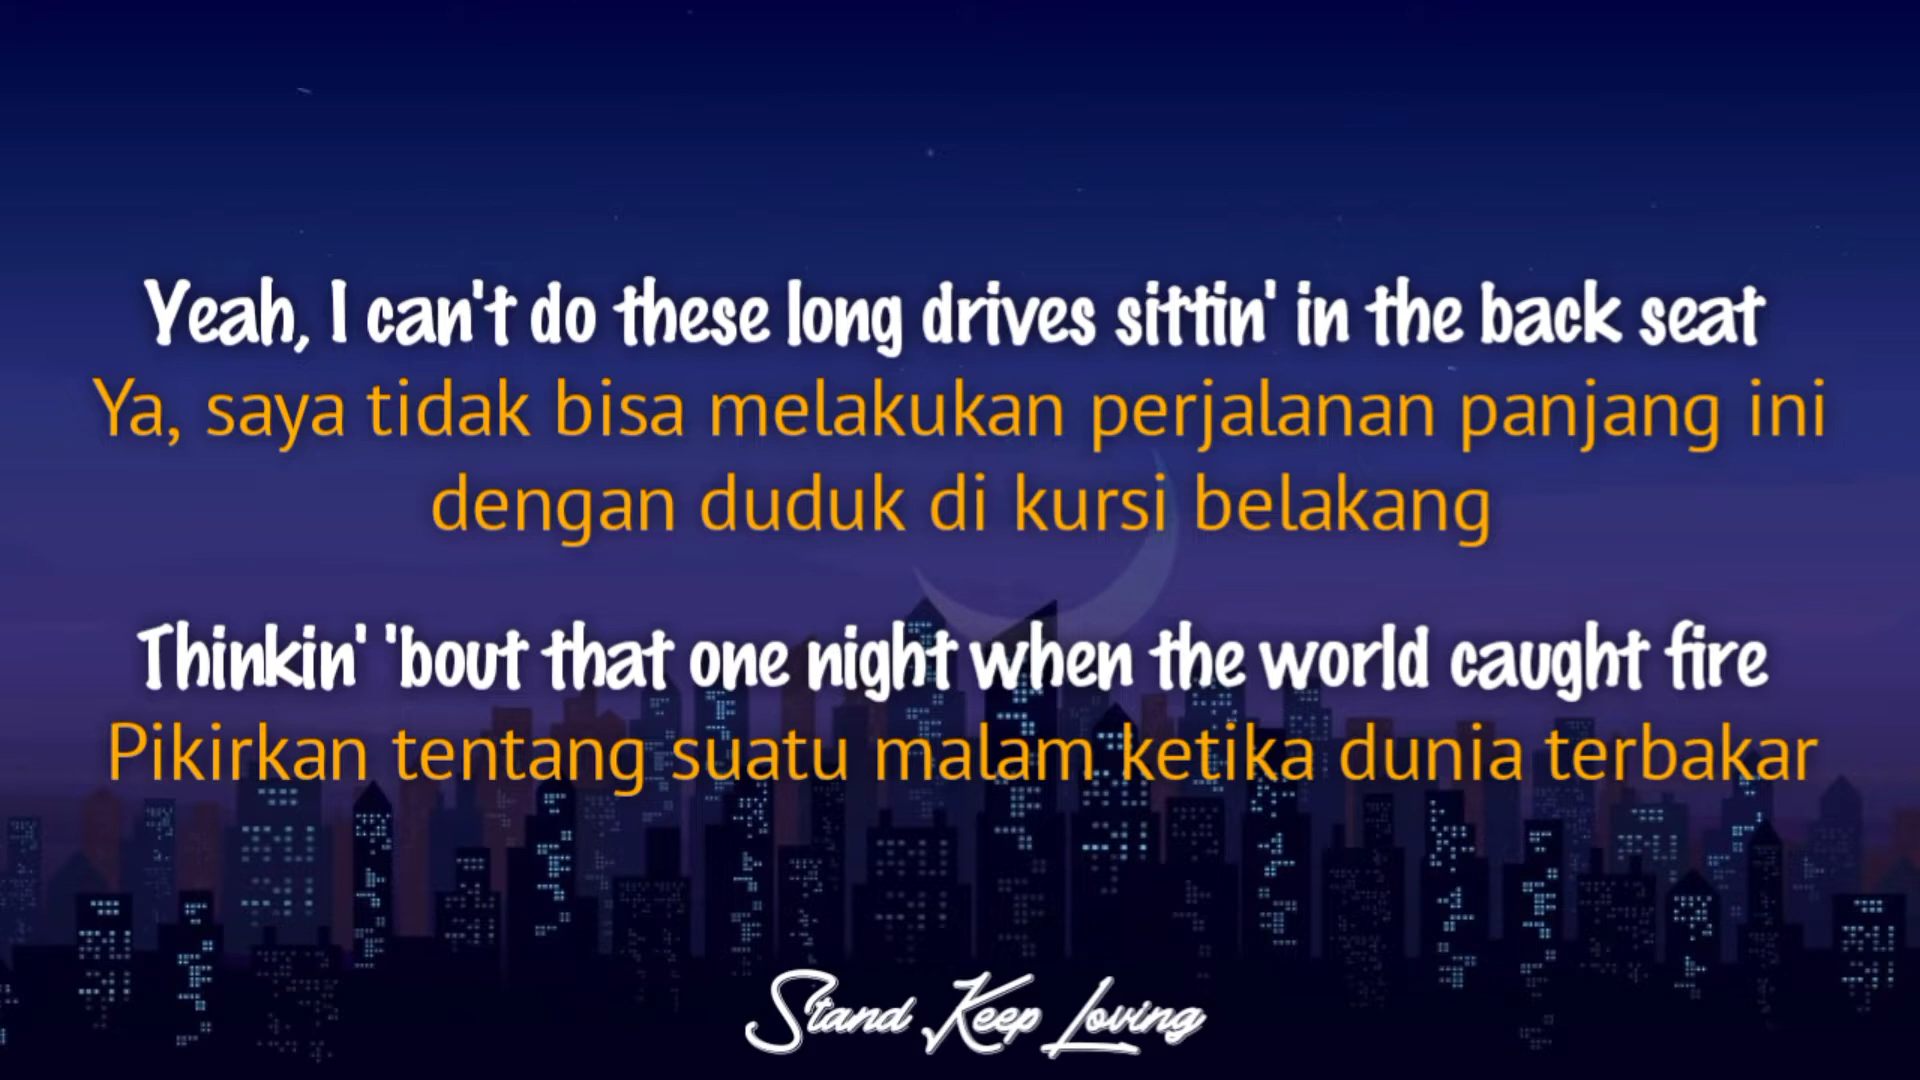 Yeah, I can't do these long drives sittin' in the back seat
Ya, saya tidak bisa melakukan perjalanan panjang ini
dengan duduk di kursi belakang
Thinkin' 'bout that one night when the world caught fire
Pikirkan tentang suatu malam ketika dunia terbakar
Stand Keep Loving